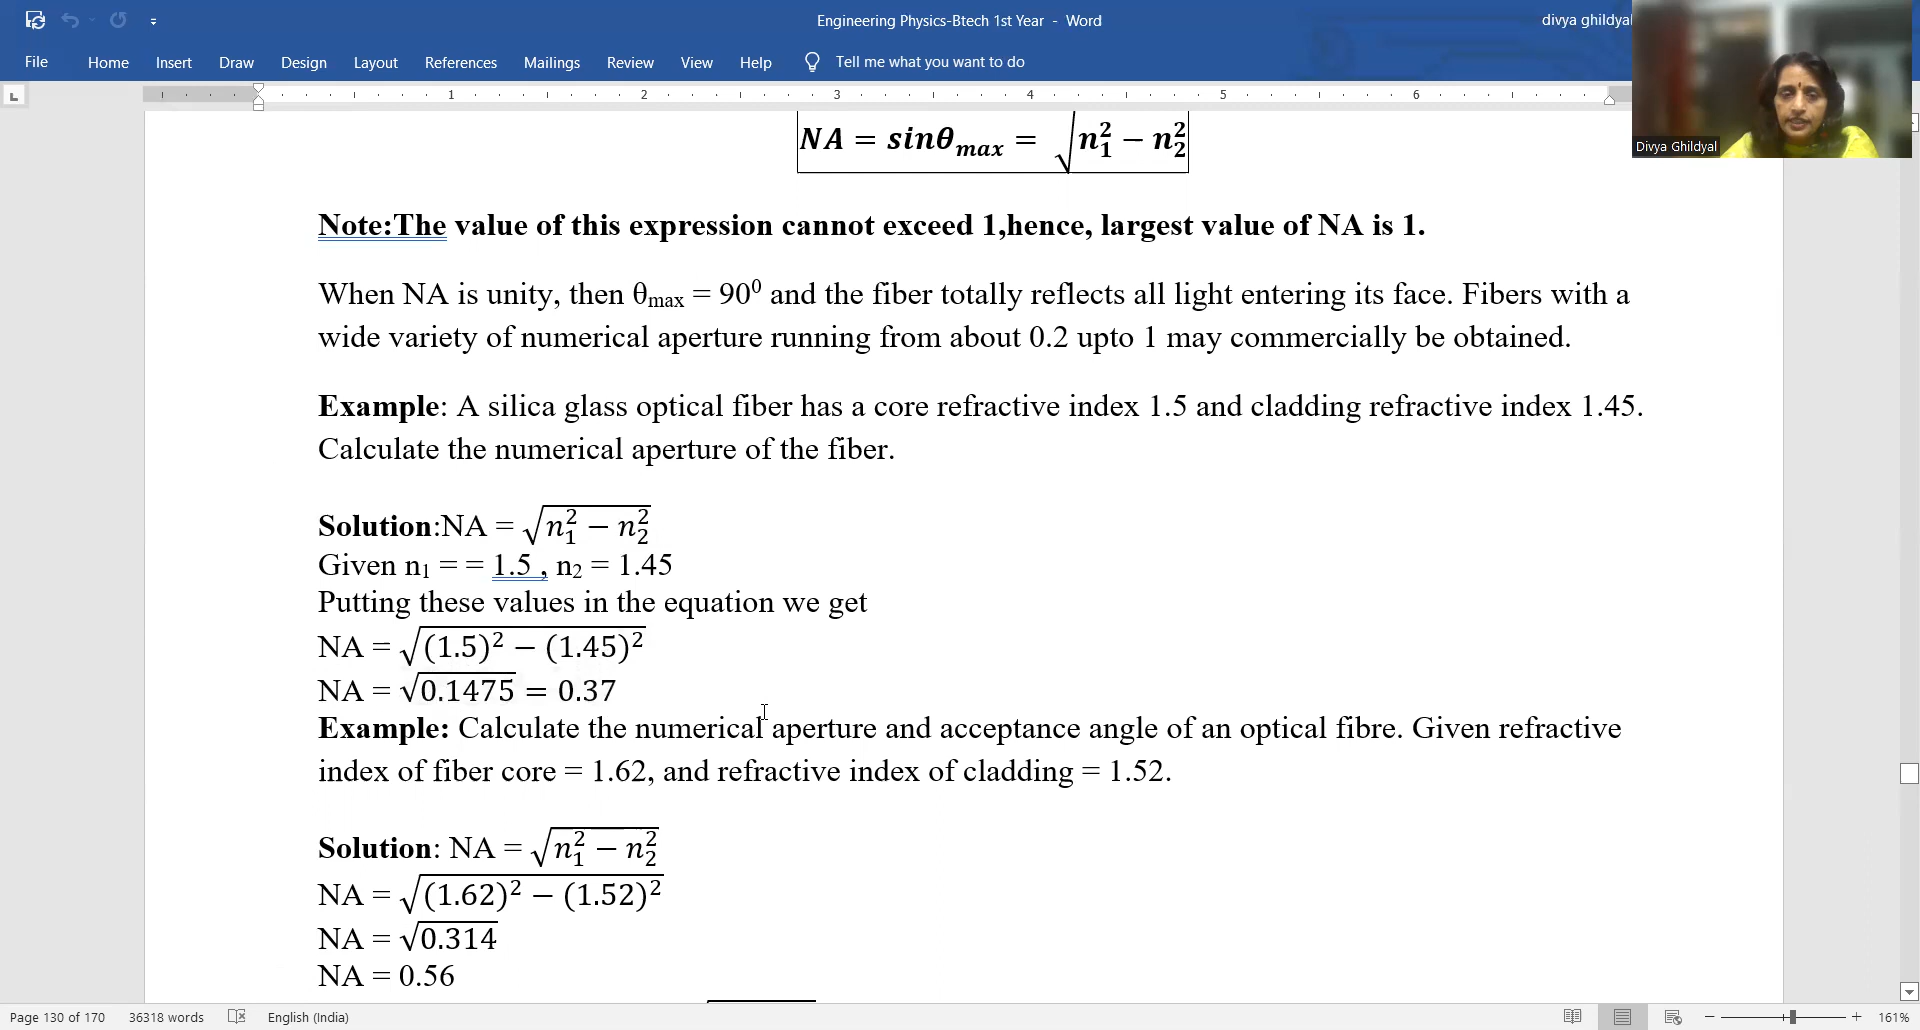 Engineering Physics-Btech 1st Year - Word
divya ghildyal
File Home Insert Draw Design Layout References Mailings Review View Help Tell me what you want to do
1 2 3 4 5 6
NA = sinθmax = √n₁² − n₂²
Note:The value of this expression cannot exceed 1,hence, largest value of NA is 1.
When NA is unity, then θmax = 90⁰ and the fiber totally reflects all light entering its face. Fibers with a
wide variety of numerical aperture running from about 0.2 upto 1 may commercially be obtained.
Example: A silica glass optical fiber has a core refractive index 1.5 and cladding refractive index 1.45.
Calculate the numerical aperture of the fiber.
Solution:NA = √n₁² − n₂²
Given n₁ = = 1.5 , n₂ = 1.45
Putting these values in the equation we get
NA = √(1.5)² − (1.45)²
NA = √0.1475 = 0.37
Example: Calculate the numerical aperture and acceptance angle of an optical fibre. Given refractive
index of fiber core = 1.62, and refractive index of cladding = 1.52.
Solution: NA = √n₁² − n₂²
NA = √(1.62)² − (1.52)²
NA = √0.314
NA = 0.56
Divya Ghildyal
Page 130 of 170 36318 words English (India) 161%